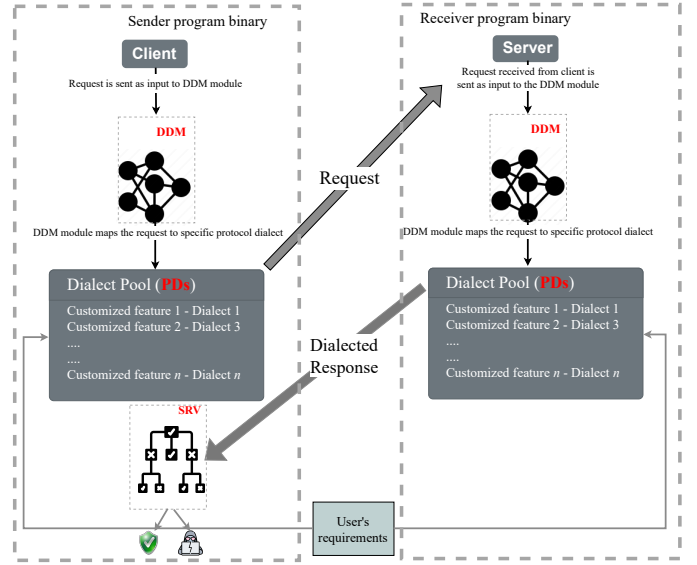 Sender program binary
Client
Request is sent as input to DDM module
DDM
DDM module maps the request to specific protocol dialect
Dialect Pool (PDs)
Customized feature 1 - Dialect 1
Customized feature 2 - Dialect 3
....
....
Customized feature n - Dialect n
SRV
Request
Dialected
Response
User's
requirements
Receiver program binary
Server
Request received from client is
sent as input to the DDM module
DDM
DDM module maps the request to specific protocol dialect
Dialect Pool (PDs)
Customized feature 1 - Dialect 1
Customized feature 2 - Dialect 3
....
....
Customized feature n - Dialect n